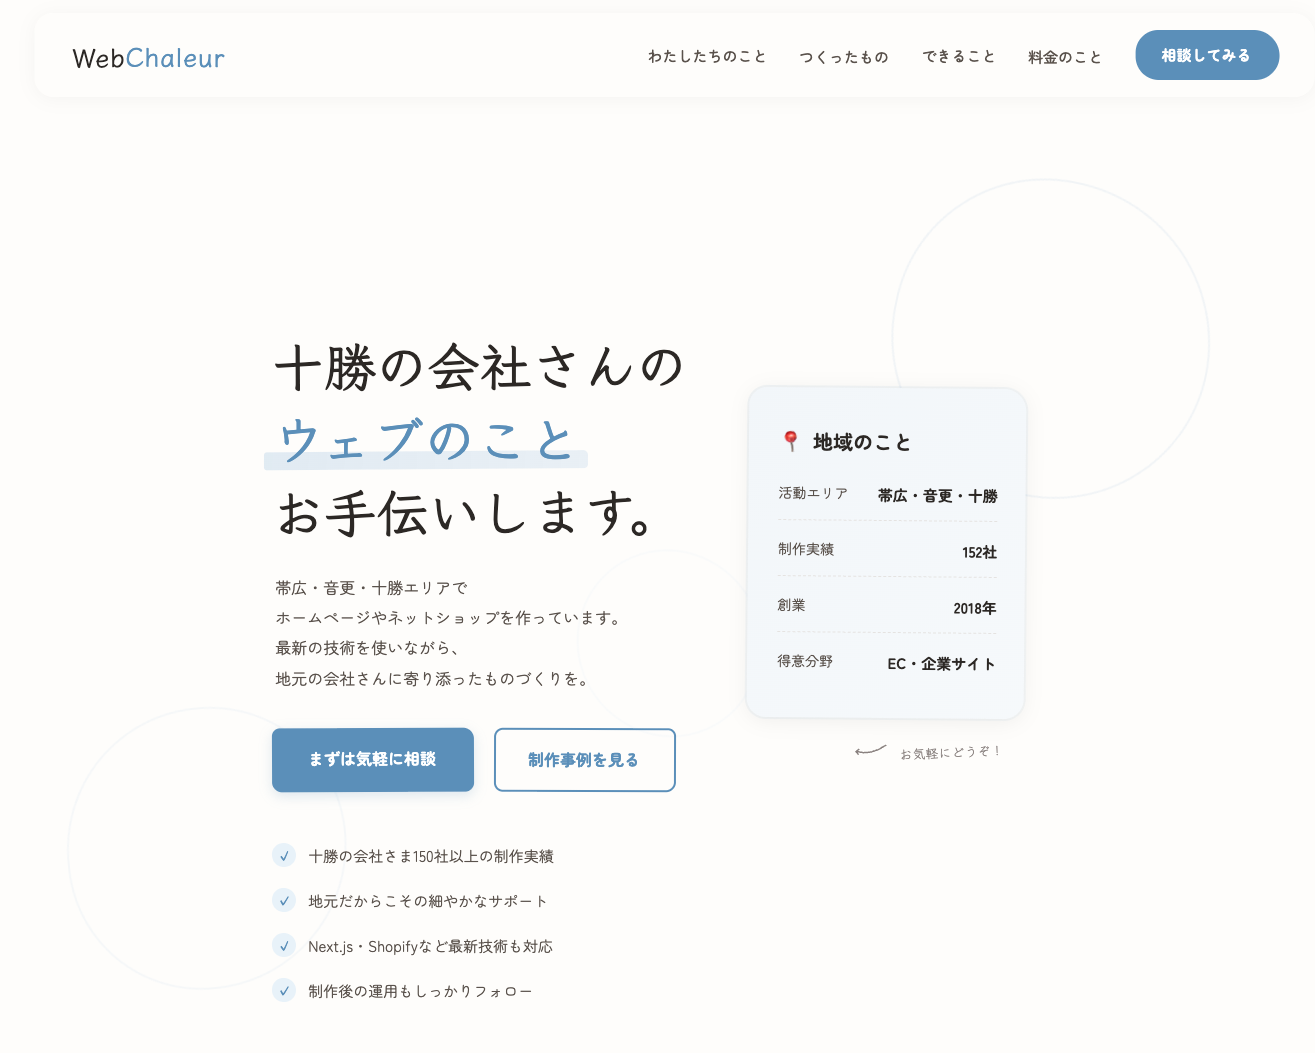 WebChaleur
わたしたちのこと
つくったもの
できること
料金のこと
相談してみる
十勝の会社さんの
ウェブのこと
お手伝いします。
帯広・音更・十勝エリアで
ホームページやネットショップを作っています。
最新の技術を使いながら、
地元の会社さんに寄り添ったものづくりを。
まずは気軽に相談
制作事例を見る
十勝の会社さま150社以上の制作実績
地元だからこその細やかなサポート
Next.js・Shopifyなど最新技術も対応
制作後の運用もしっかりフォロー
地域のこと
活動エリア 帯広・音更・十勝
制作実績 152社
創業 2018年
得意分野 EC・企業サイト
お気軽にどうぞ！